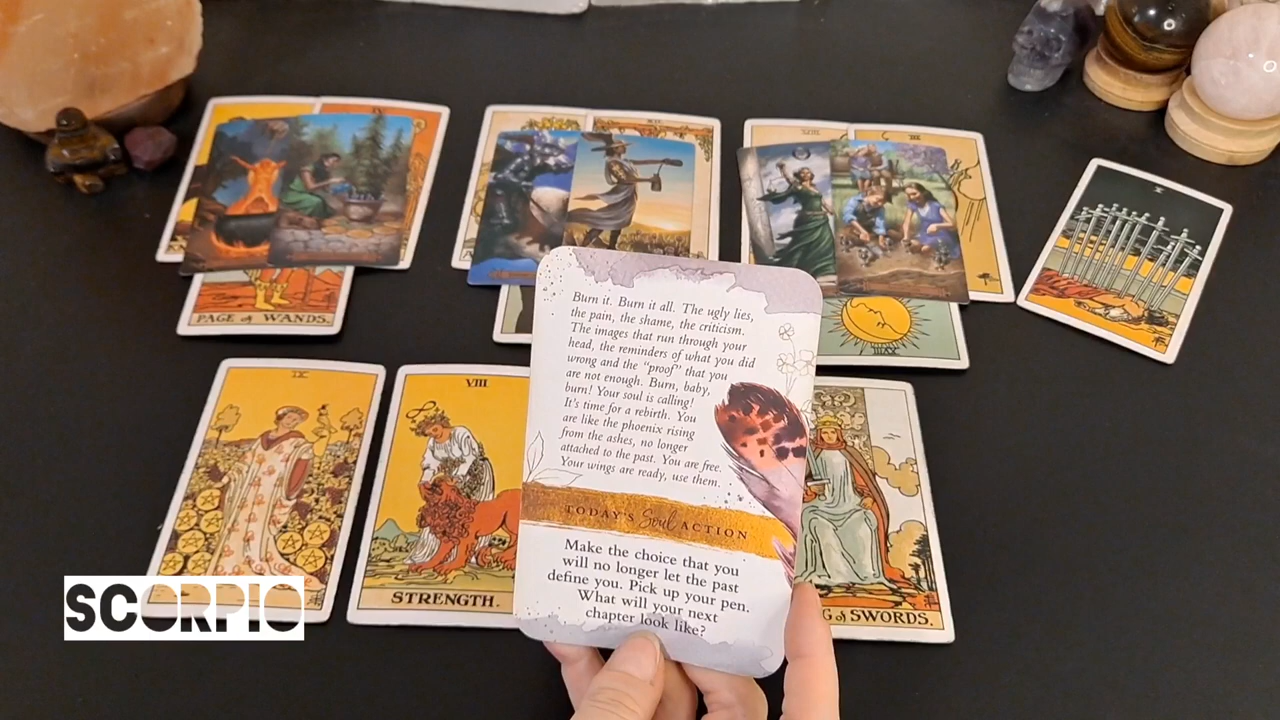 IX
X
PAGE of WANDS.
IX
VIII
STRENGTH.
Burn it. Burn it all. The ugly lies,
the pain, the shame, the criticism.
The images that run through your
head, the reminders of what you did
wrong and the “proof” that you
are not enough. Burn, baby,
burn! Your soul is calling!
It's time for a rebirth. You
are like the phoenix rising
from the ashes, no longer
attached to the past. You are free.
Your wings are ready, use them.
TODAY'S Soul ACTION
Make the choice that you
will no longer let the past
define you. Pick up your pen.
What will your next
chapter look like?
G of SWORDS.
SCORPIO